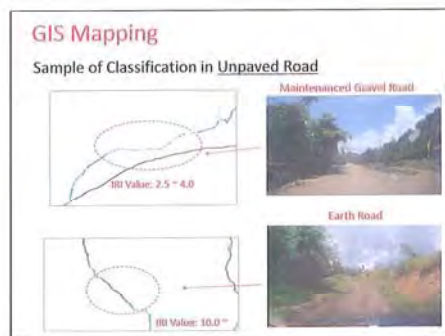 GIS Mapping
Sample of Classification in Unpaved Road
Maintenanced Gravel Road
IRI Value: 2.5 ~ 4.0
Earth Road
IRI Value: 10.0 ~